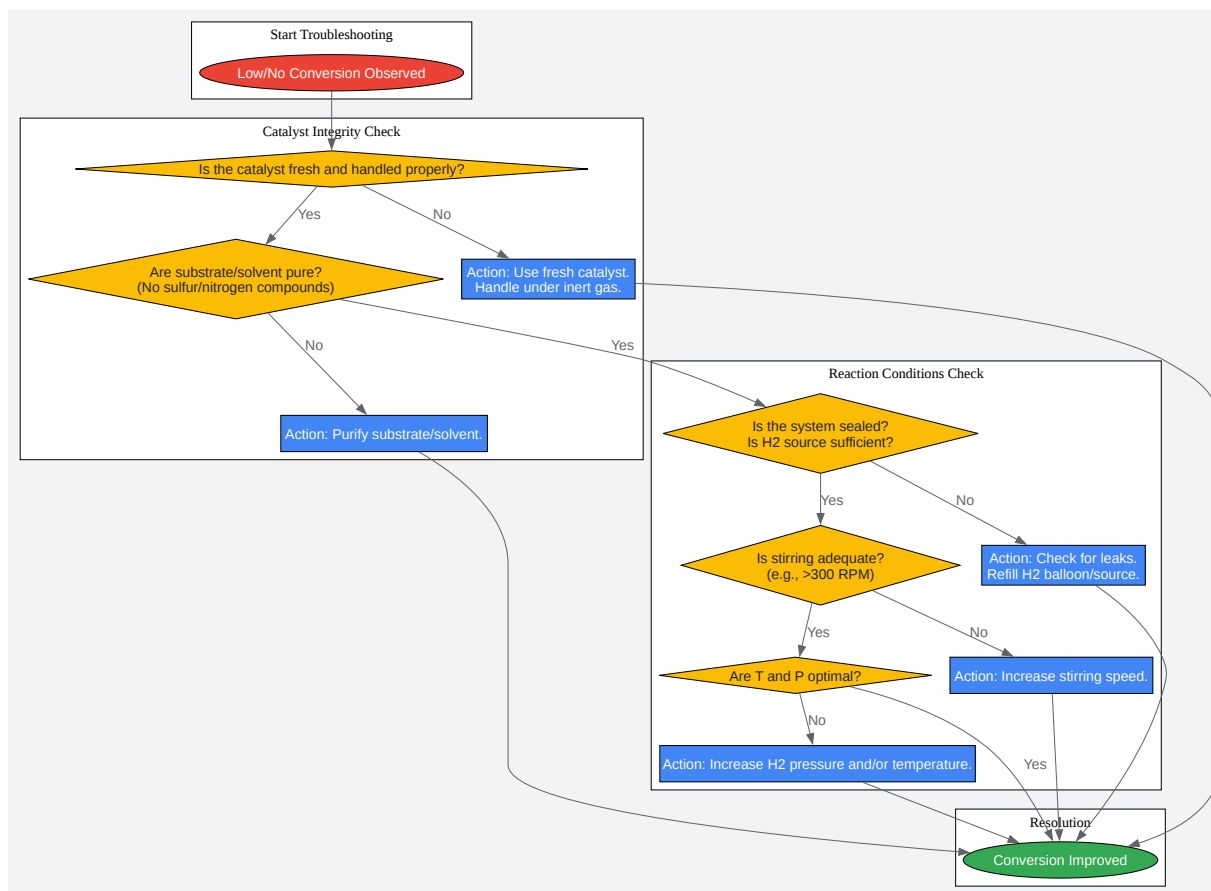 Start Troubleshooting
Low/No Conversion Observed
Catalyst Integrity Check
Is the catalyst fresh and handled properly?
Yes
No
Are substrate/solvent pure?
(No sulfur/nitrogen compounds)
Action: Use fresh catalyst.
Handle under inert gas.
No
Yes
Action: Purify substrate/solvent.
Reaction Conditions Check
Is the system sealed?
Is H2 source sufficient?
Yes
No
Is stirring adequate?
(e.g., >300 RPM)
Action: Check for leaks.
Refill H2 balloon/source.
Yes
No
Are T and P optimal?
Action: Increase stirring speed.
No
Yes
Action: Increase H2 pressure and/or temperature.
Resolution
Conversion Improved